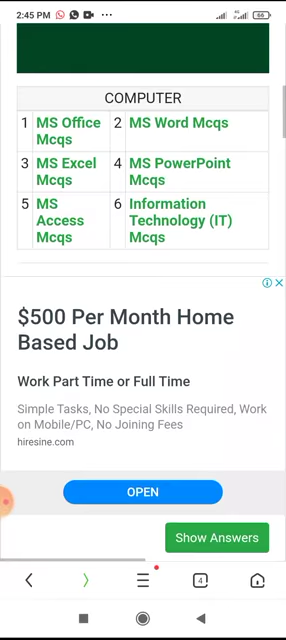 2:45 PM
66
COMPUTER
1 MS Office Mcqs
2 MS Word Mcqs
3 MS Excel Mcqs
4 MS PowerPoint Mcqs
5 MS Access Mcqs
6 Information Technology (IT) Mcqs
$500 Per Month Home
Based Job
Work Part Time or Full Time
Simple Tasks, No Special Skills Required, Work
on Mobile/PC, No Joining Fees
hiresine.com
OPEN
Show Answers
4